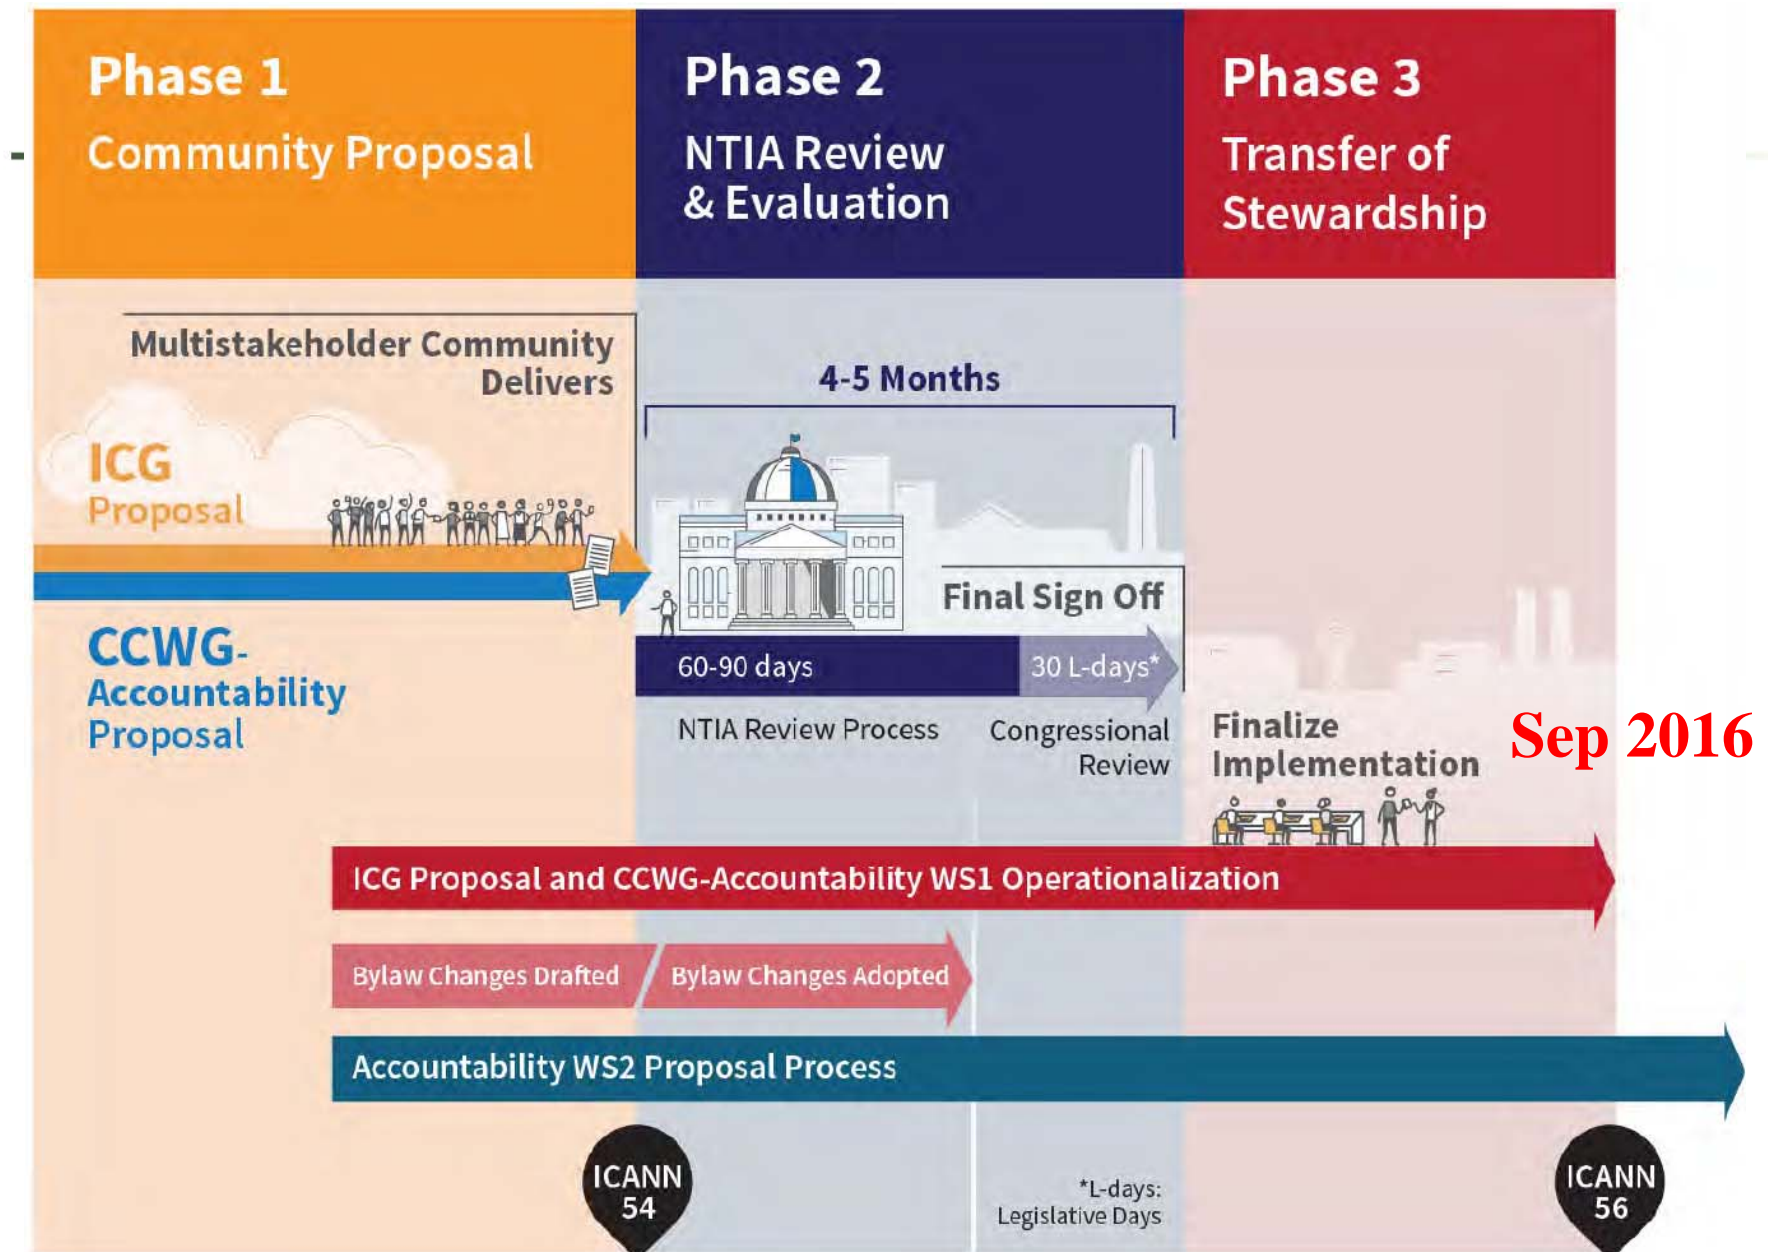 Phase 1
Community Proposal
Phase 2
NTIA Review
& Evaluation
Phase 3
Transfer of
Stewardship
Multistakeholder Community
Delivers
ICG
Proposal
CCWG-
Accountability
Proposal
4-5 Months
Final Sign Off
60-90 days
30 L-days*
NTIA Review Process
Congressional
Review
Finalize
Implementation
Sep 2016
ICG Proposal and CCWG-Accountability WS1 Operationalization
Bylaw Changes Drafted
Bylaw Changes Adopted
Accountability WS2 Proposal Process
ICANN
54
*L-days:
Legislative Days
ICANN
56